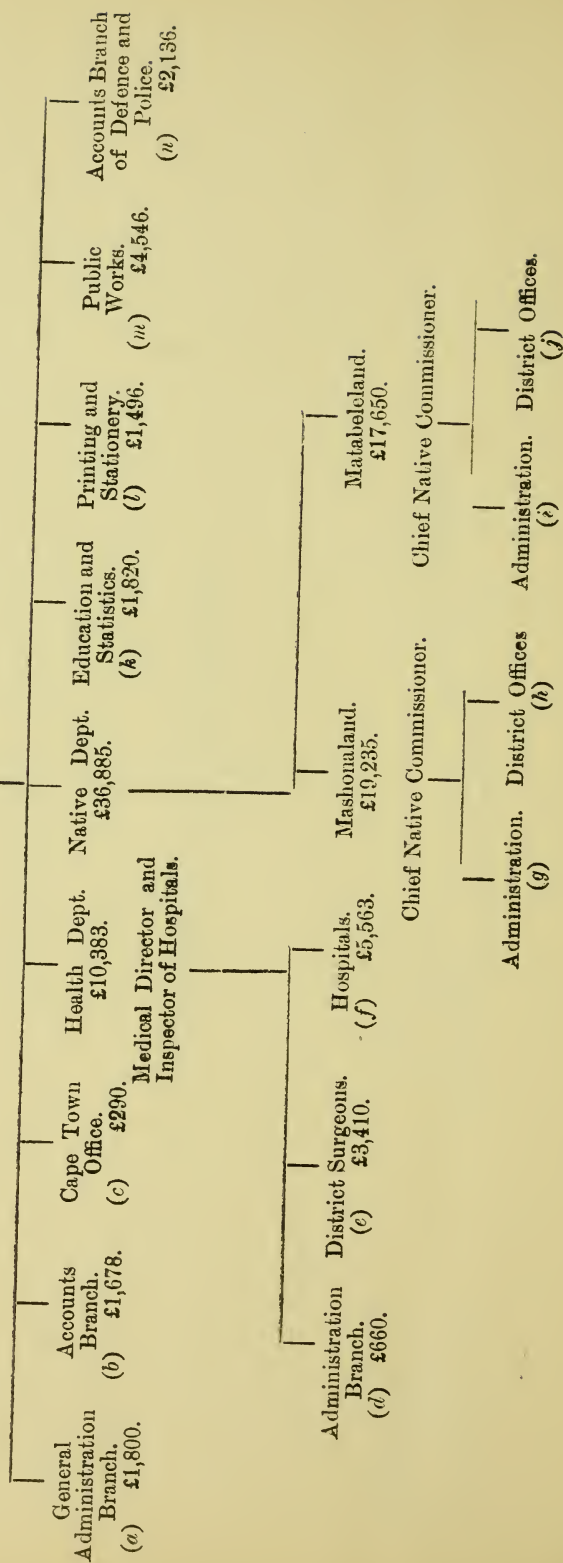 General
Administration
Branch.
(a) £1,800.
Accounts
Branch.
(b) £1,678.
Cape Town
Office.
(c) £290.
Health Dept.
£10,383.
Native Dept.
£36,885.
Education and
Statistics.
(k) £1,820.
Printing and
Stationery.
(l) £1,496.
Public
Works.
(m) £4,546.
Accounts Branch
of Defence and
Police.
(n) £2,136.
Medical Director and
Inspector of Hospitals.
Administration
Branch.
(d) £660.
District Surgeons.
(e) £3,410.
Hospitals.
(f) £5,563.
Mashonaland.
£19,235.
Matabeleland.
£17,650.
Chief Native Commissioner.
Chief Native Commissioner.
Administration.
(g)
District Offices
(h)
Administration.
(i)
District Offices.
(j)